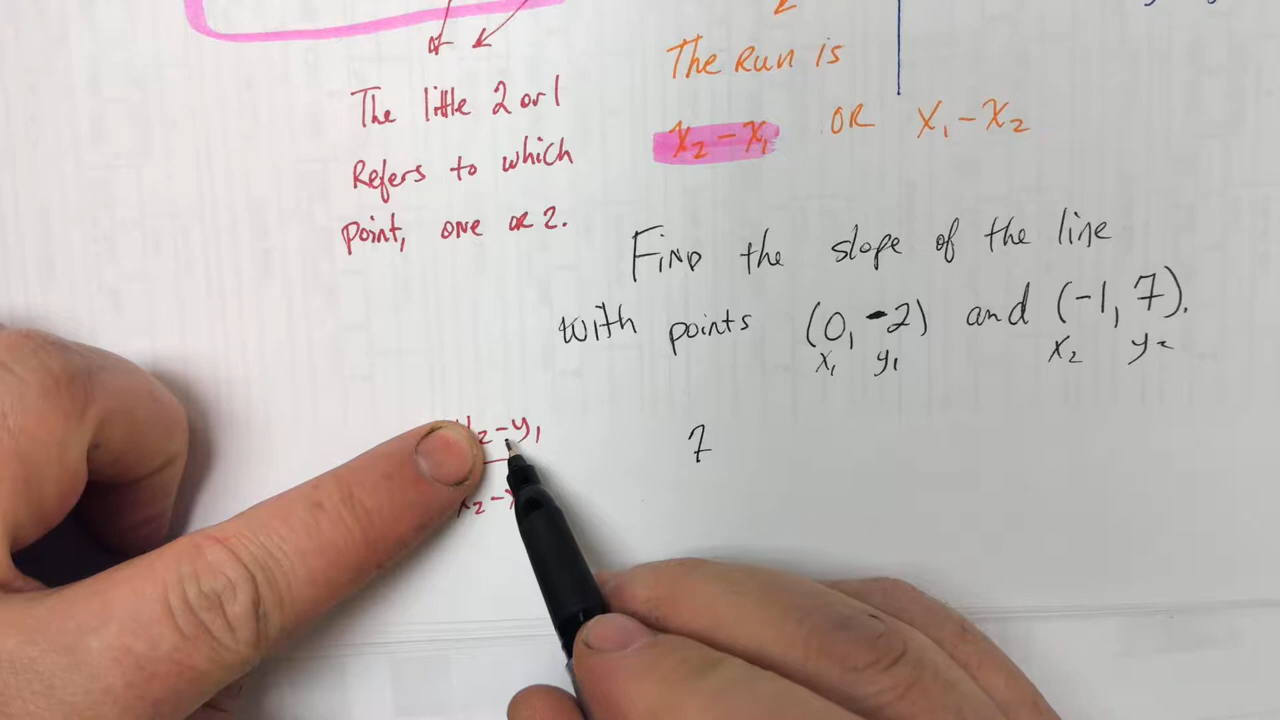 The little 2 or 1
Refers to which
point, one or 2.
2
The Run is
x₂ - x₁ OR x₁ - x₂
Find the slope of the line
with points (0, -2) and (-1, 7).
x₁ y₁ x₂ y₂
y₂ - y₁
x₂ -
7